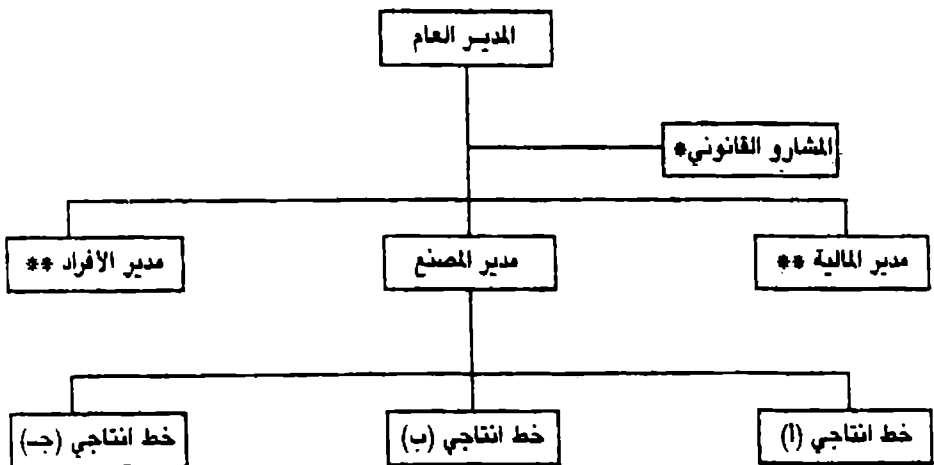 المديـر العام
المشارو القانوني*
مدير المالية **
مدير المصنع
مدير الأفراد **
خط انتاجي (أ)
خط انتاجي (ب)
خط انتاجي (جـ)